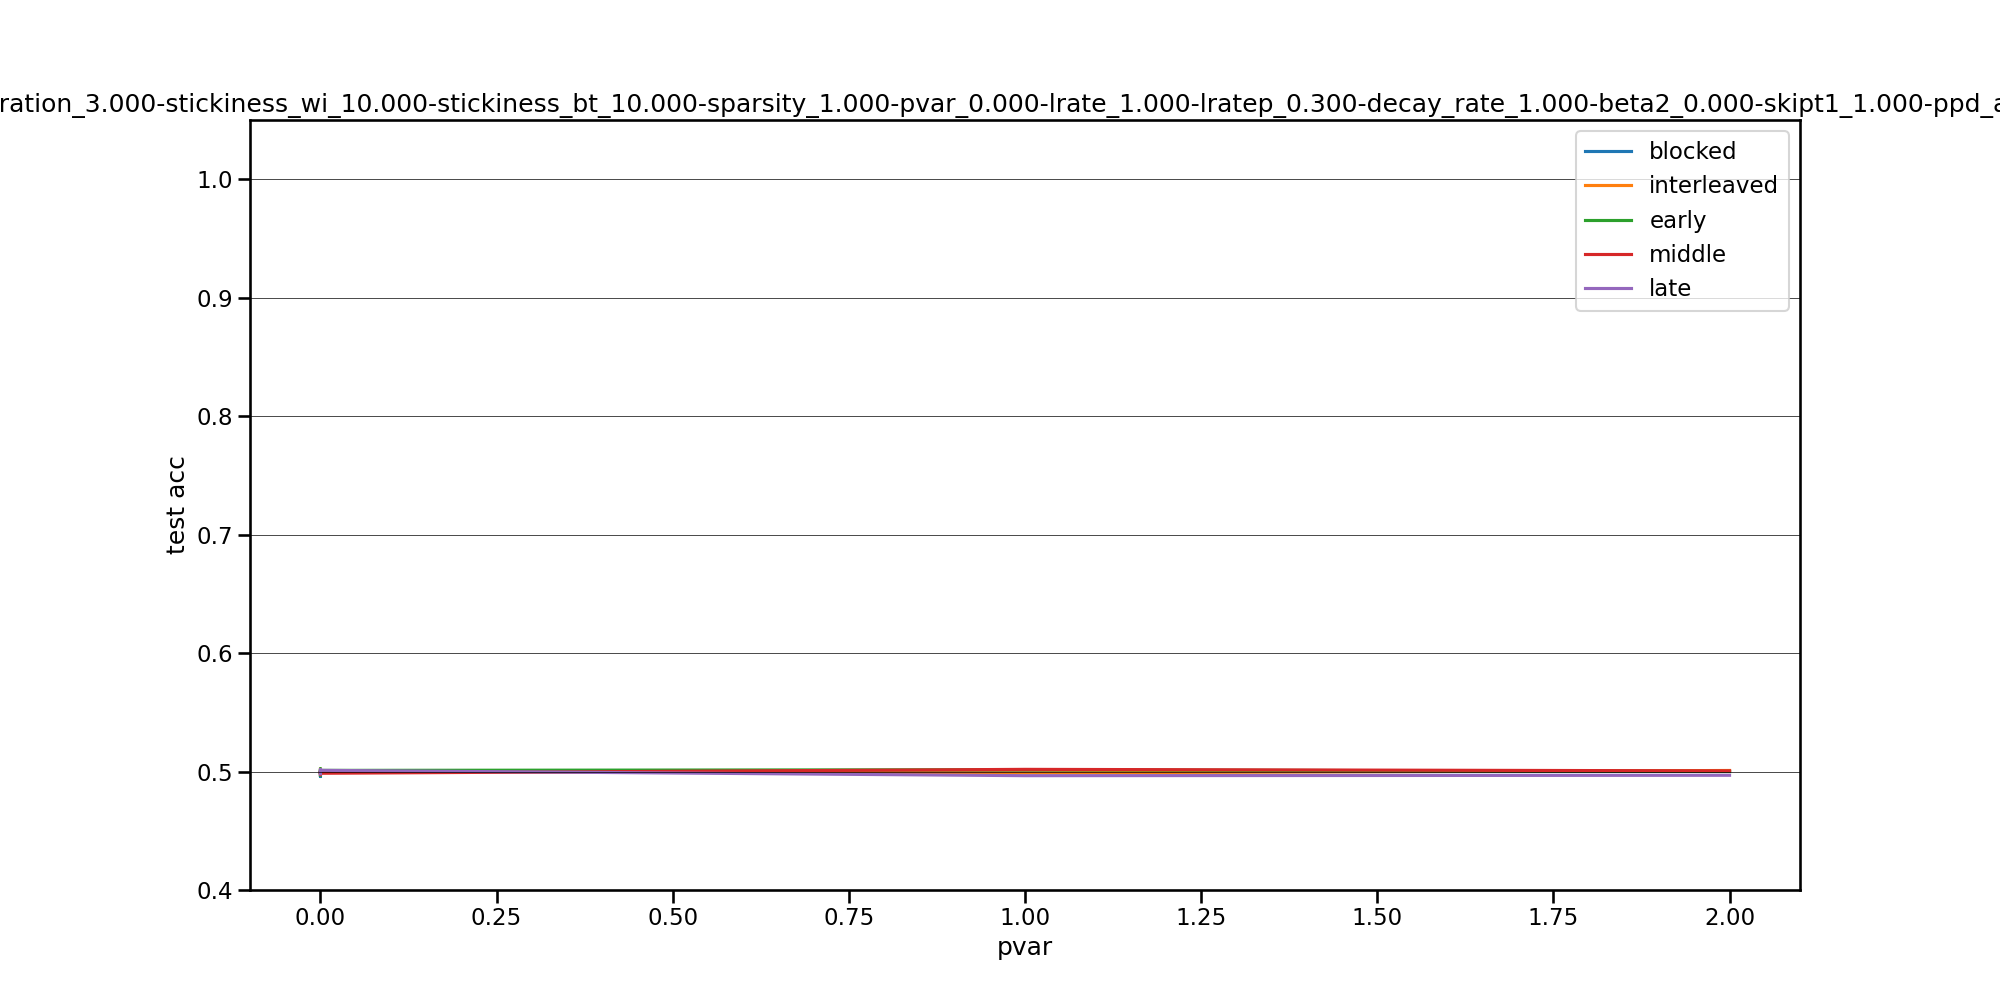 ration_3.000-stickiness_wi_10.000-stickiness_bt_10.000-sparsity_1.000-pvar_0.000-lrate_1.000-lratep_0.300-decay_rate_1.000-beta2_0.000-skipt1_1.000-ppd_a
blocked
interleaved
early
middle
late
1.0
0.9
0.8
0.7
0.6
0.5
0.4
test acc
0.00 0.25 0.50 0.75 1.00 1.25 1.50 1.75 2.00
pvar